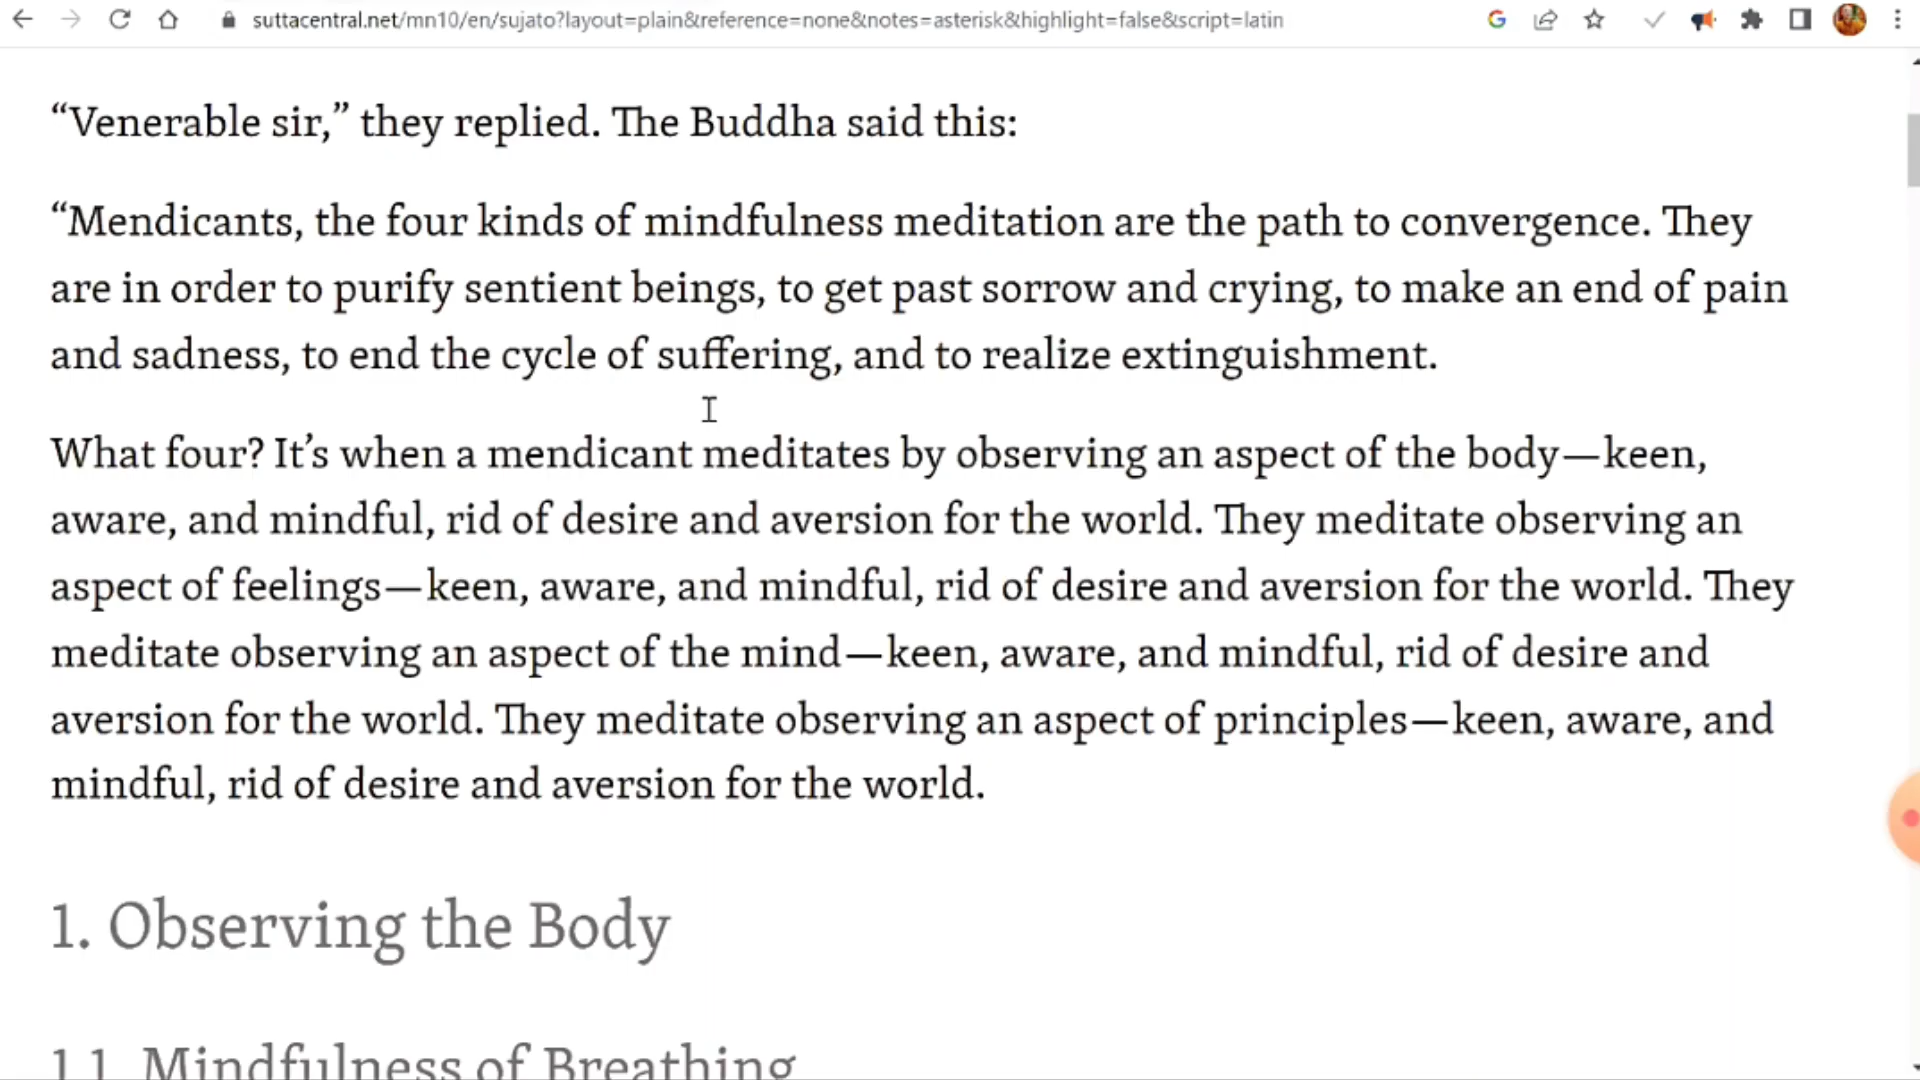 suttacentral.net/mn10/en/sujato?layout=plain&reference=none&notes=asterisk&highlight=false&script=latin
“Venerable sir,” they replied. The Buddha said this:
“Mendicants, the four kinds of mindfulness meditation are the path to convergence. They
are in order to purify sentient beings, to get past sorrow and crying, to make an end of pain
and sadness, to end the cycle of suffering, and to realize extinguishment.
What four? It’s when a mendicant meditates by observing an aspect of the body—keen,
aware, and mindful, rid of desire and aversion for the world. They meditate observing an
aspect of feelings—keen, aware, and mindful, rid of desire and aversion for the world. They
meditate observing an aspect of the mind—keen, aware, and mindful, rid of desire and
aversion for the world. They meditate observing an aspect of principles—keen, aware, and
mindful, rid of desire and aversion for the world.
1. Observing the Body
1.1. Mindfulness of Breathing